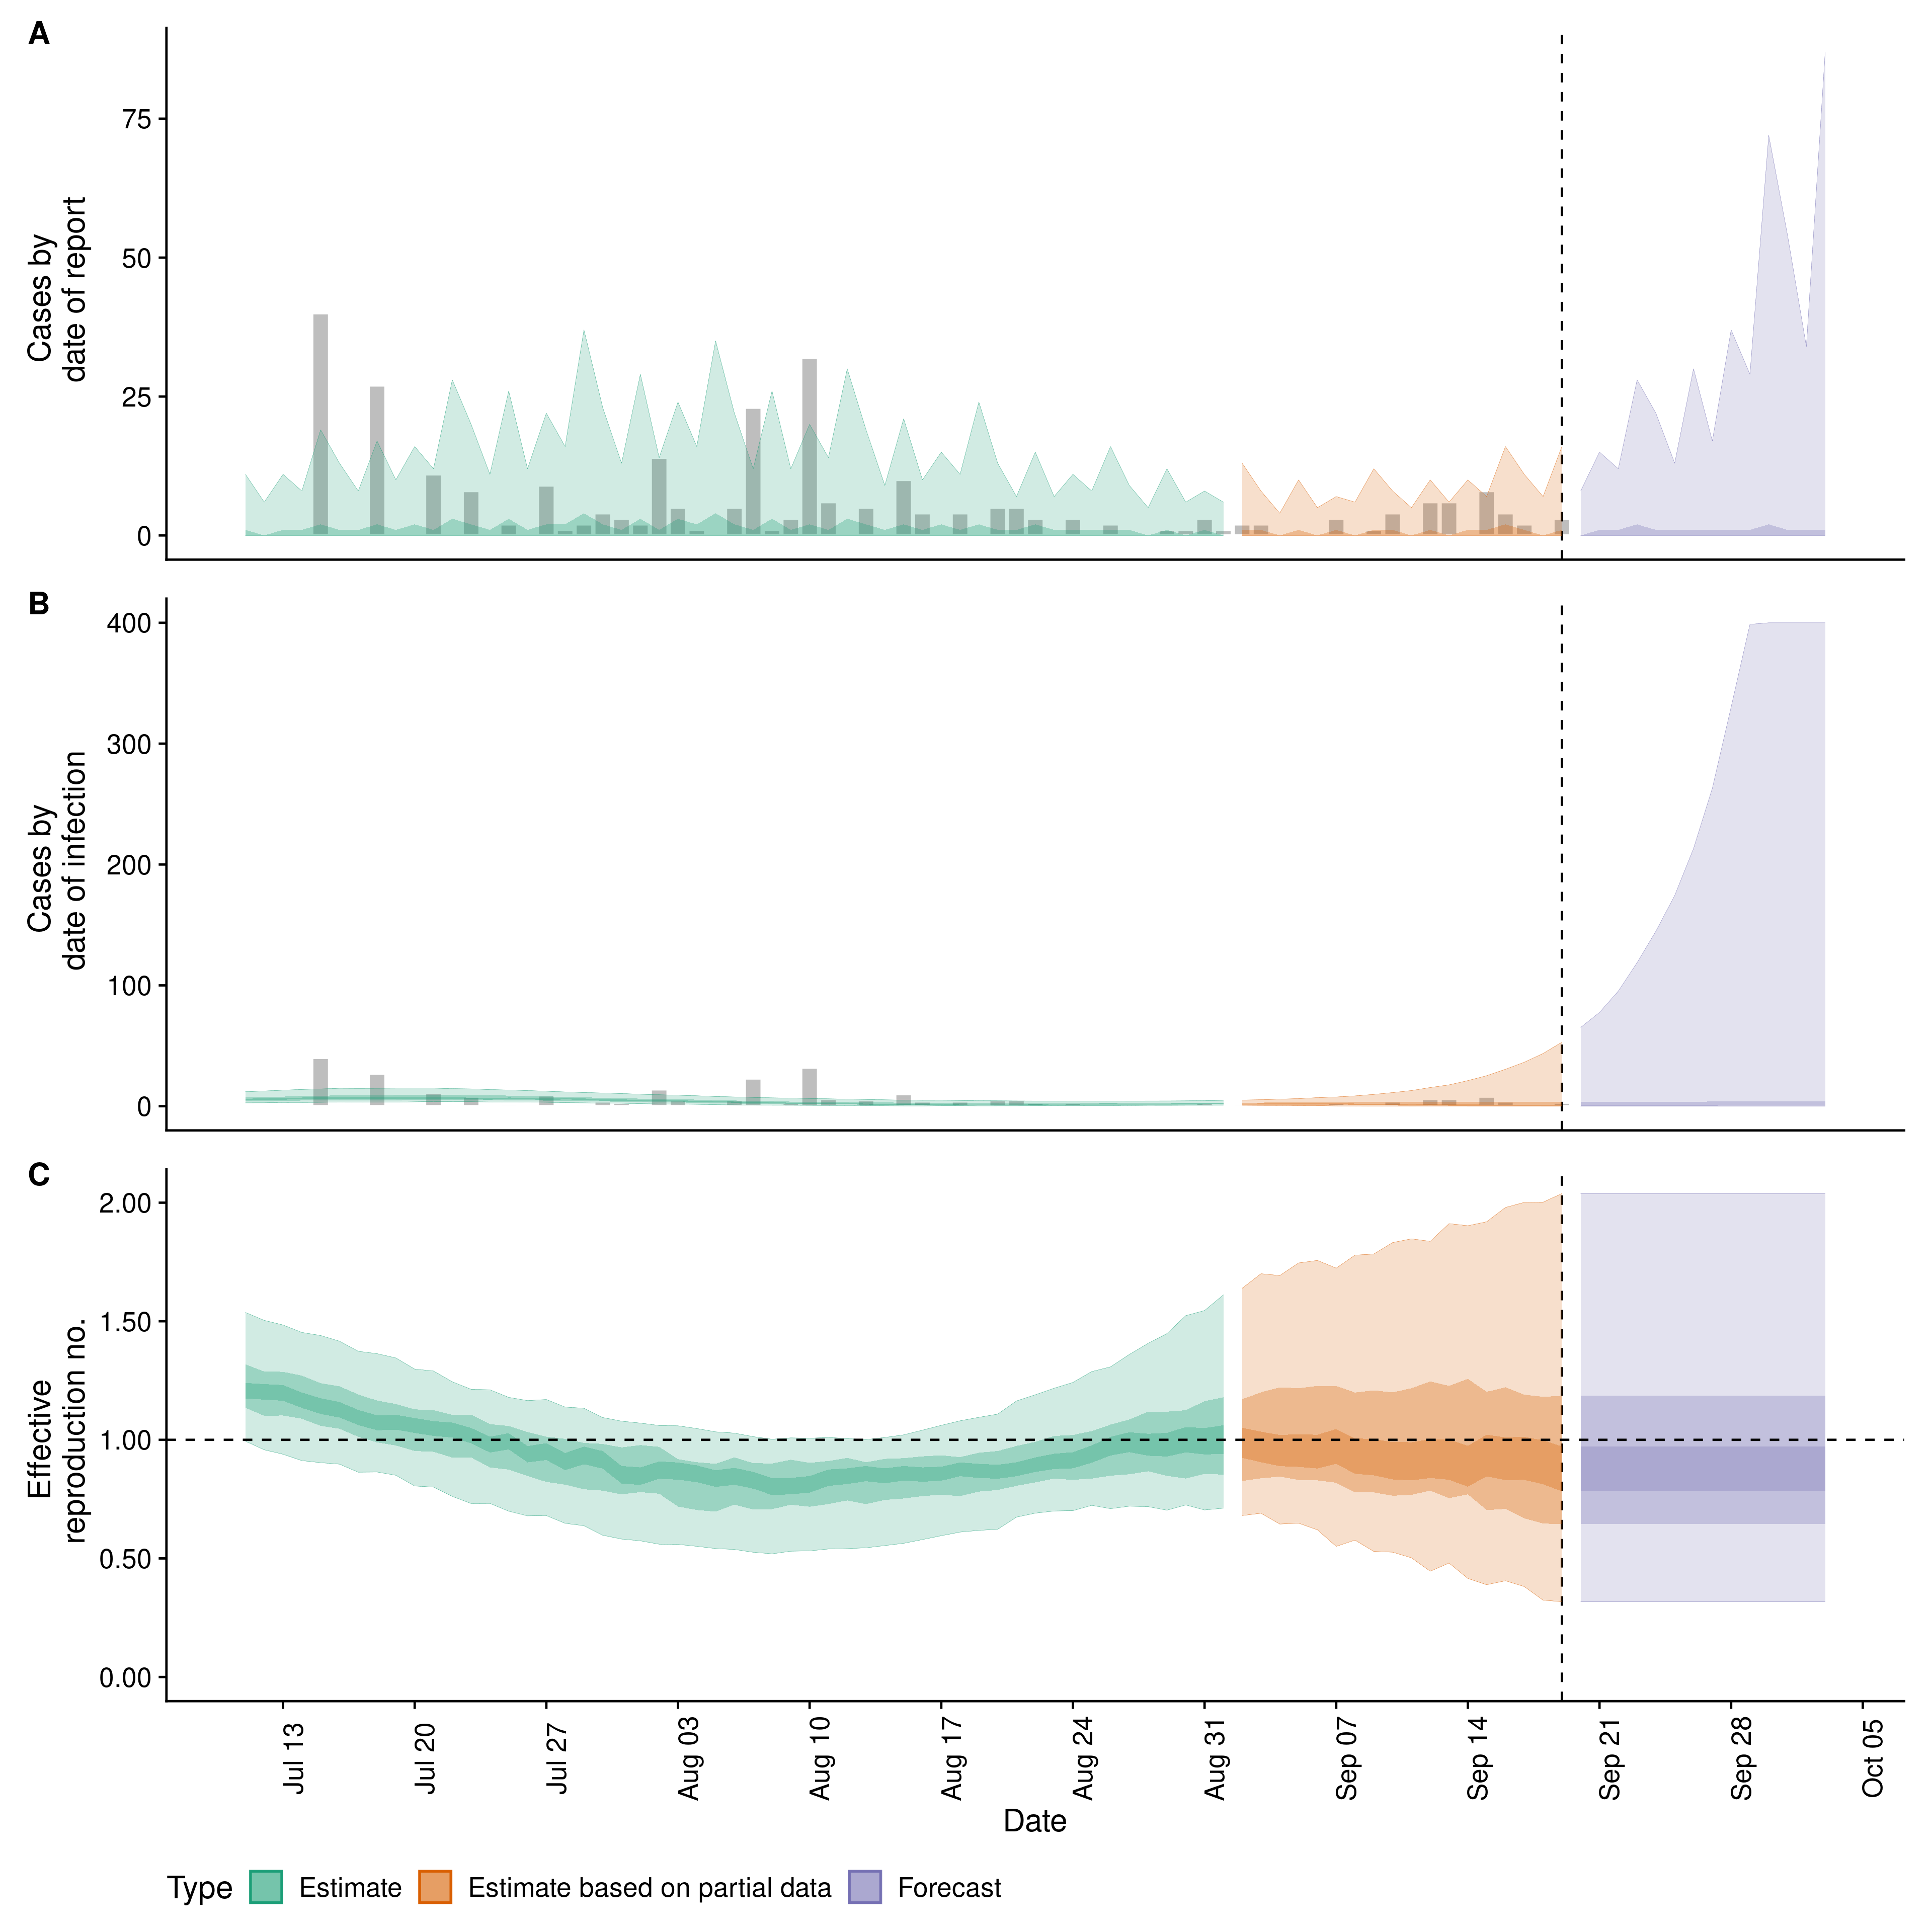 A
Cases by
date of report
75
50
25
0
B
Cases by
date of infection
400
300
200
100
0
C
Effective
reproduction no.
2.00
1.50
1.00
0.50
0.00
Jul 13
Jul 20
Jul 27
Aug 03
Aug 10
Aug 17
Aug 24
Aug 31
Sep 07
Sep 14
Sep 21
Sep 28
Oct 05
Date
Type Estimate Estimate based on partial data Forecast